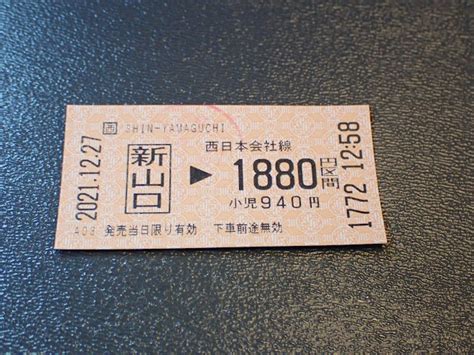 2021.12.27
西 SHIN-YAMAGUCHI
新山口
西日本会社線
▶ 1880円区間
小児940円
A08 発売当日限り有効 下車前途無効
1772 12:58